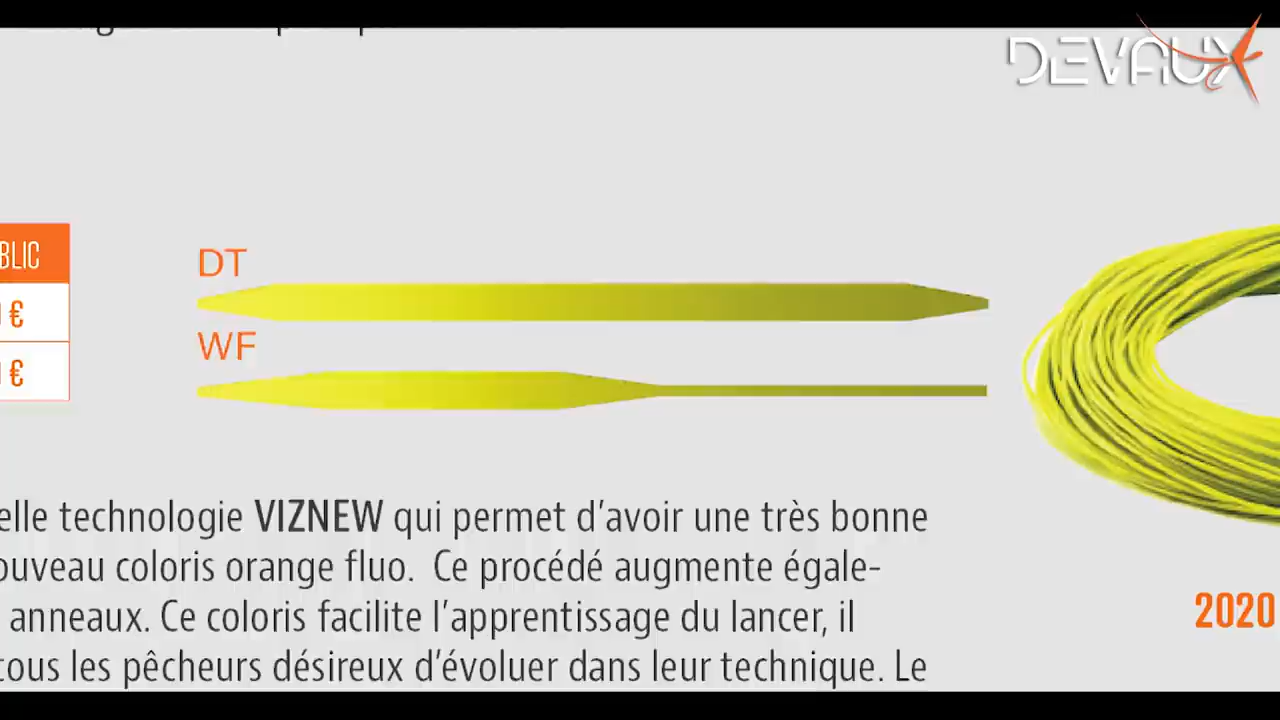 DEVAUX
BLIC
DT
€
WF
€
elle technologie VIZNEW qui permet d’avoir une très bonne
ouveau coloris orange fluo. Ce procédé augmente égale-
anneaux. Ce coloris facilite l’apprentissage du lancer, il
tous les pêcheurs désireux d’évoluer dans leur technique. Le
2020